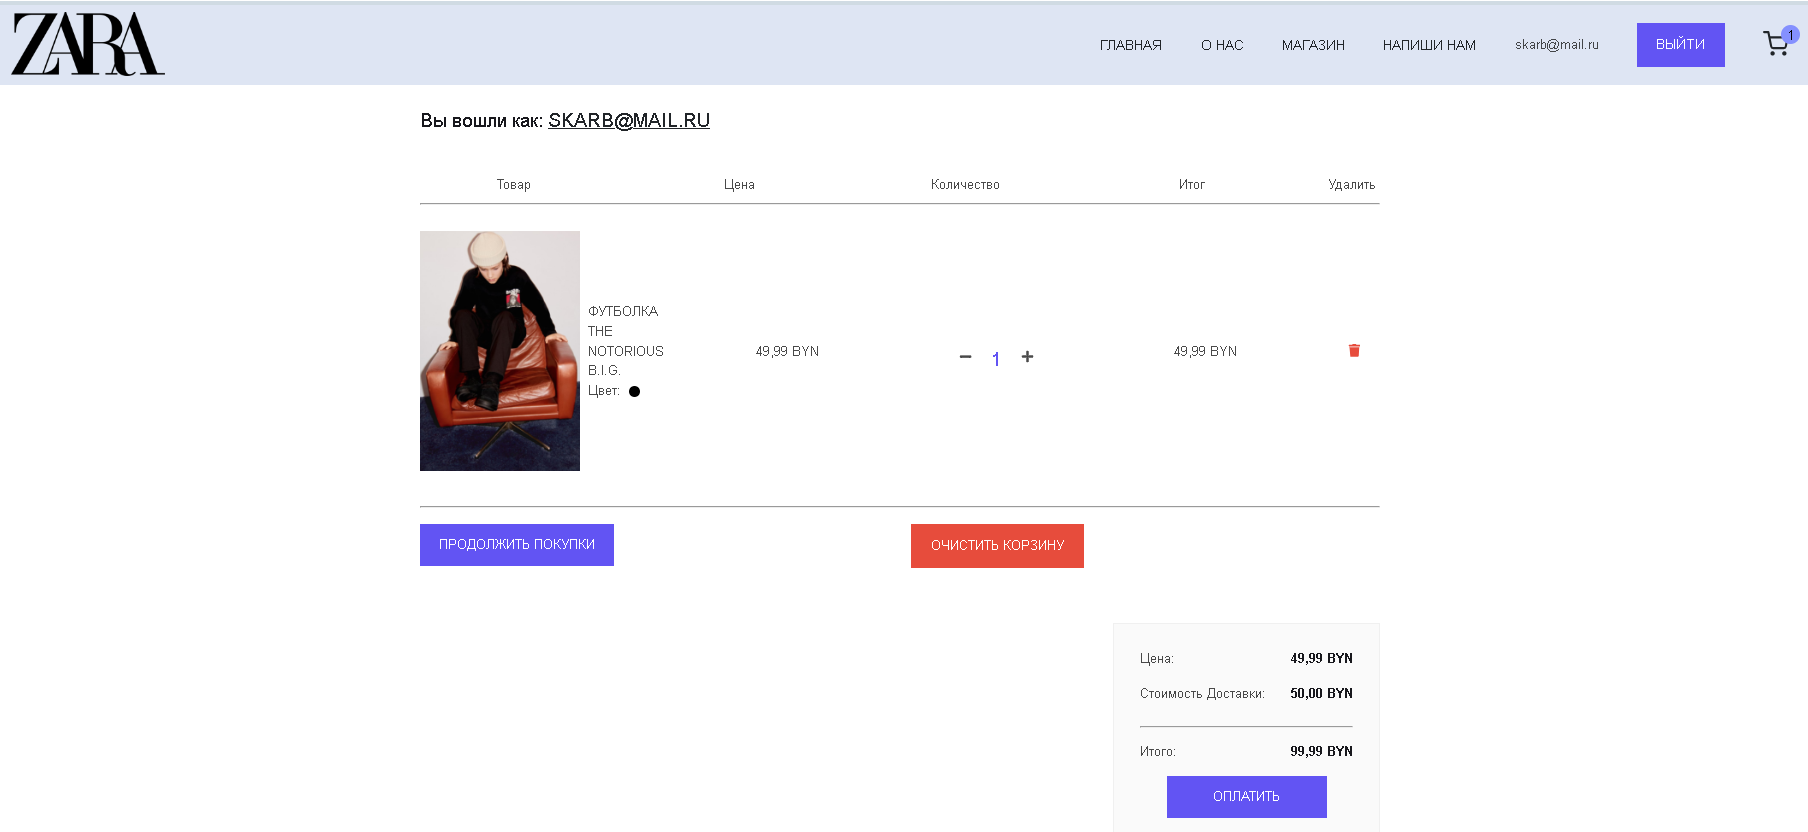 ZARA
ГЛАВНАЯ О НАС МАГАЗИН НАПИШИ НАМ skarb@mail.ru ВЫЙТИ 1
Вы вошли как: SKARB@MAIL.RU
Товар Цена Количество Итог Удалить
ФУТБОЛКА
THE
NOTORIOUS
B.I.G.
Цвет:
49,99 BYN − 1 + 49,99 BYN
ПРОДОЛЖИТЬ ПОКУПКИ ОЧИСТИТЬ КОРЗИНУ
Цена: 49,99 BYN
Стоимость Доставки: 50,00 BYN
Итого: 99,99 BYN
ОПЛАТИТЬ